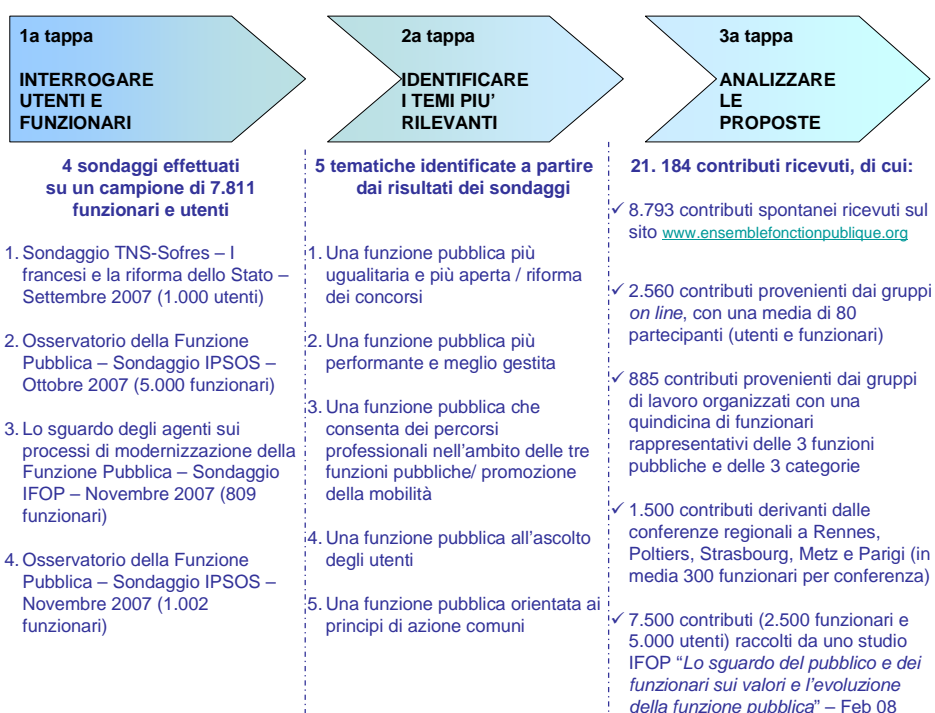 1a tappa
INTERROGARE
UTENTI E
FUNZIONARI
2a tappa
IDENTIFICARE
I TEMI PIU'
RILEVANTI
3a tappa
ANALIZZARE
LE
PROPOSTE
4 sondaggi effettuati
su un campione di 7.811
funzionari e utenti
1. Sondaggio TNS-Sofres – I
francesi e la riforma dello Stato –
Settembre 2007 (1.000 utenti)
2. Osservatorio della Funzione
Pubblica – Sondaggio IPSOS –
Ottobre 2007 (5.000 funzionari)
3. Lo sguardo degli agenti sui
processi di modernizzazione della
Funzione Pubblica – Sondaggio
IFOP – Novembre 2007 (809
funzionari)
4. Osservatorio della Funzione
Pubblica – Sondaggio IPSOS –
Novembre 2007 (1.002
funzionari)
5 tematiche identificate a partire
dai risultati dei sondaggi
1. Una funzione pubblica più
ugualitaria e più aperta / riforma
dei concorsi
2. Una funzione pubblica più
performante e meglio gestita
3. Una funzione pubblica che
consenta dei percorsi
professionali nell'ambito delle tre
funzioni pubbliche/ promozione
della mobilità
4. Una funzione pubblica all'ascolto
degli utenti
5. Una funzione pubblica orientata ai
principi di azione comuni
21. 184 contributi ricevuti, di cui:
✓ 8.793 contributi spontanei ricevuti sul
sito www.ensemblefonctionpublique.org
✓ 2.560 contributi provenienti dai gruppi
on line, con una media di 80
partecipanti (utenti e funzionari)
✓ 885 contributi provenienti dai gruppi
di lavoro organizzati con una
quindicina di funzionari
rappresentativi delle 3 funzioni
pubbliche e delle 3 categorie
✓ 1.500 contributi derivanti dalle
conferenze regionali a Rennes,
Poltiers, Strasbourg, Metz e Parigi (in
media 300 funzionari per conferenza)
✓ 7.500 contributi (2.500 funzionari e
5.000 utenti) raccolti da uno studio
IFOP "Lo sguardo del pubblico e dei
funzionari sui valori e l'evoluzione
della funzione pubblica" – Feb 08